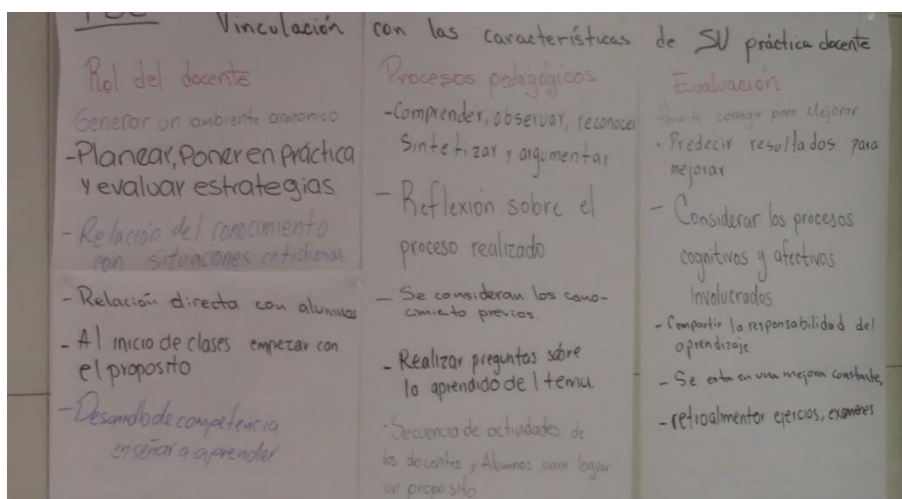 Vinculación con las características de SU práctica docente
Rol del docente
Generar un ambiente armonico
-Planear, Poner en práctica
y evaluar estrategias
- Relación del conocimiento
con situaciones cotidianas
- Relación directa con alumnos
- Al inicio de clases empezar con
el proposito
- Desarrollo de competencia
enseñar a aprender
Procesos pedagógicos
-Comprender, observar, reconocer
Sintetizar y argumentar
- Reflexión sobre el
proceso realizado
- Se consideran los cono-
cimiento previos.
- Realizar preguntas sobre
lo aprendido del tema.
- Secuencia de actividades de
los docentes y Alumnos para lograr
un proposito
Evaluación
corregir para Mejorar
· Predecir resultados para
mejorar
- Considerar los procesos
cognitivos y afectivos
involucrados
- Compartir la responsabilidad del
aprendizaje
- Se esta en una mejora constante,
- retroalimentar ejercios, exámenes